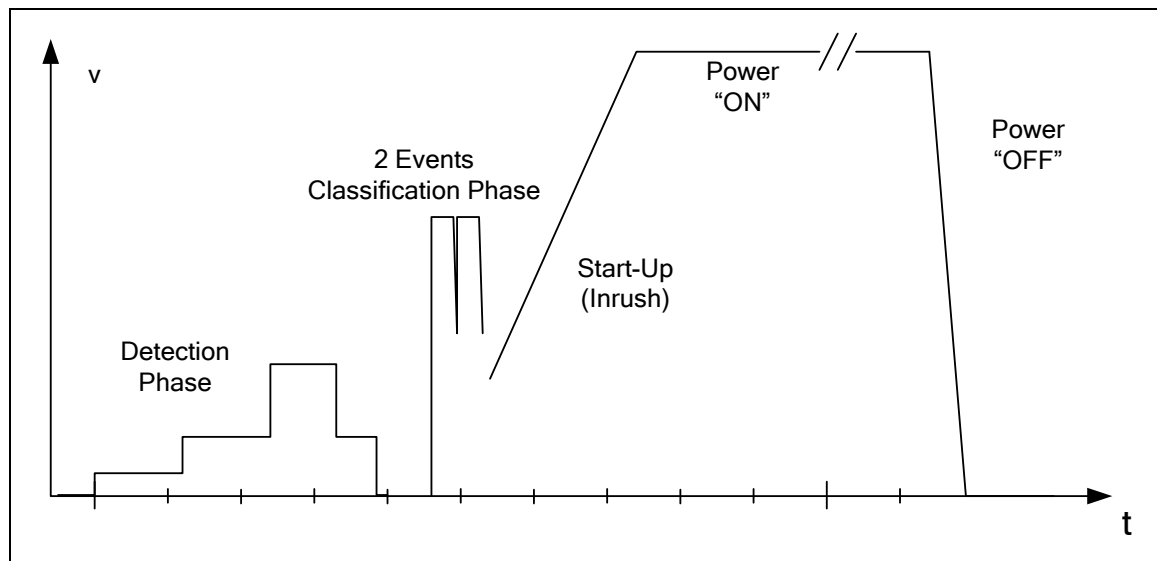 v
Power
“ON”
Power
“OFF”
2 Events
Classification Phase
Start-Up
(Inrush)
Detection
Phase
t